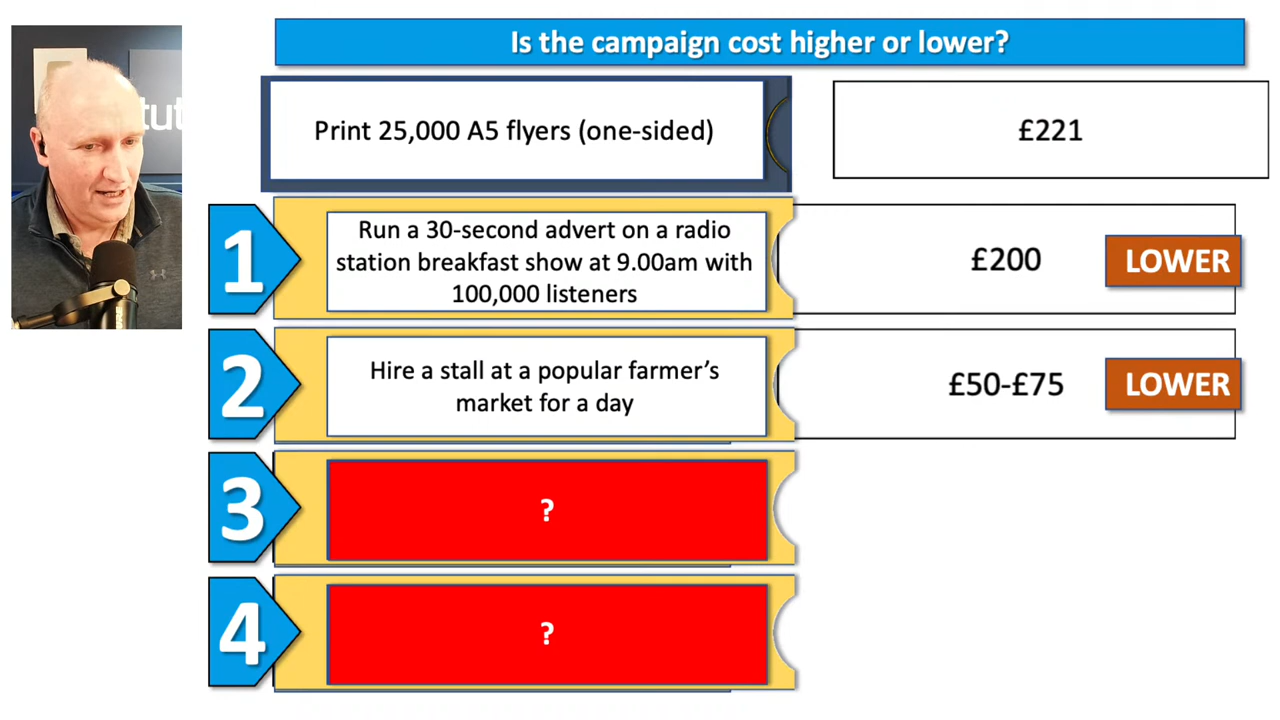 Is the campaign cost higher or lower?
Print 25,000 A5 flyers (one-sided)
£221
1
Run a 30-second advert on a radio
station breakfast show at 9.00am with
100,000 listeners
£200
LOWER
2
Hire a stall at a popular farmer’s
market for a day
£50-£75
LOWER
3
?
4
?